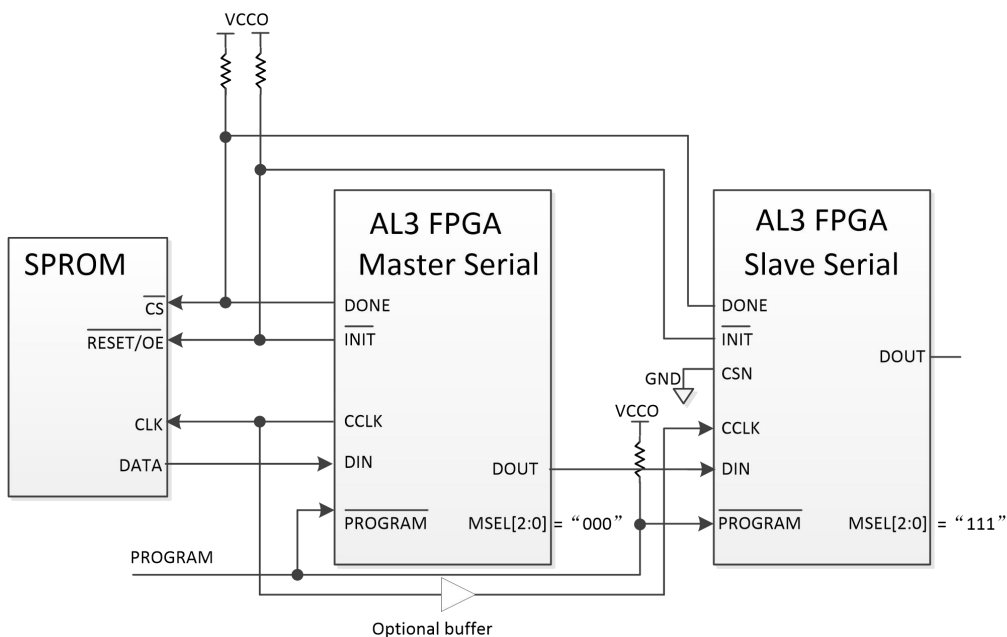 VCCO
AL3 FPGA
Master Serial
AL3 FPGA
Slave Serial
SPROM
CS
RESET/OE
CLK
DATA
DONE
INIT
CCLK
DIN
DOUT
PROGRAM
MSEL[2:0] = “000”
DONE
INIT
CSN
GND
VCCO
CCLK
DIN
DOUT
PROGRAM
MSEL[2:0] = “111”
PROGRAM
Optional buffer